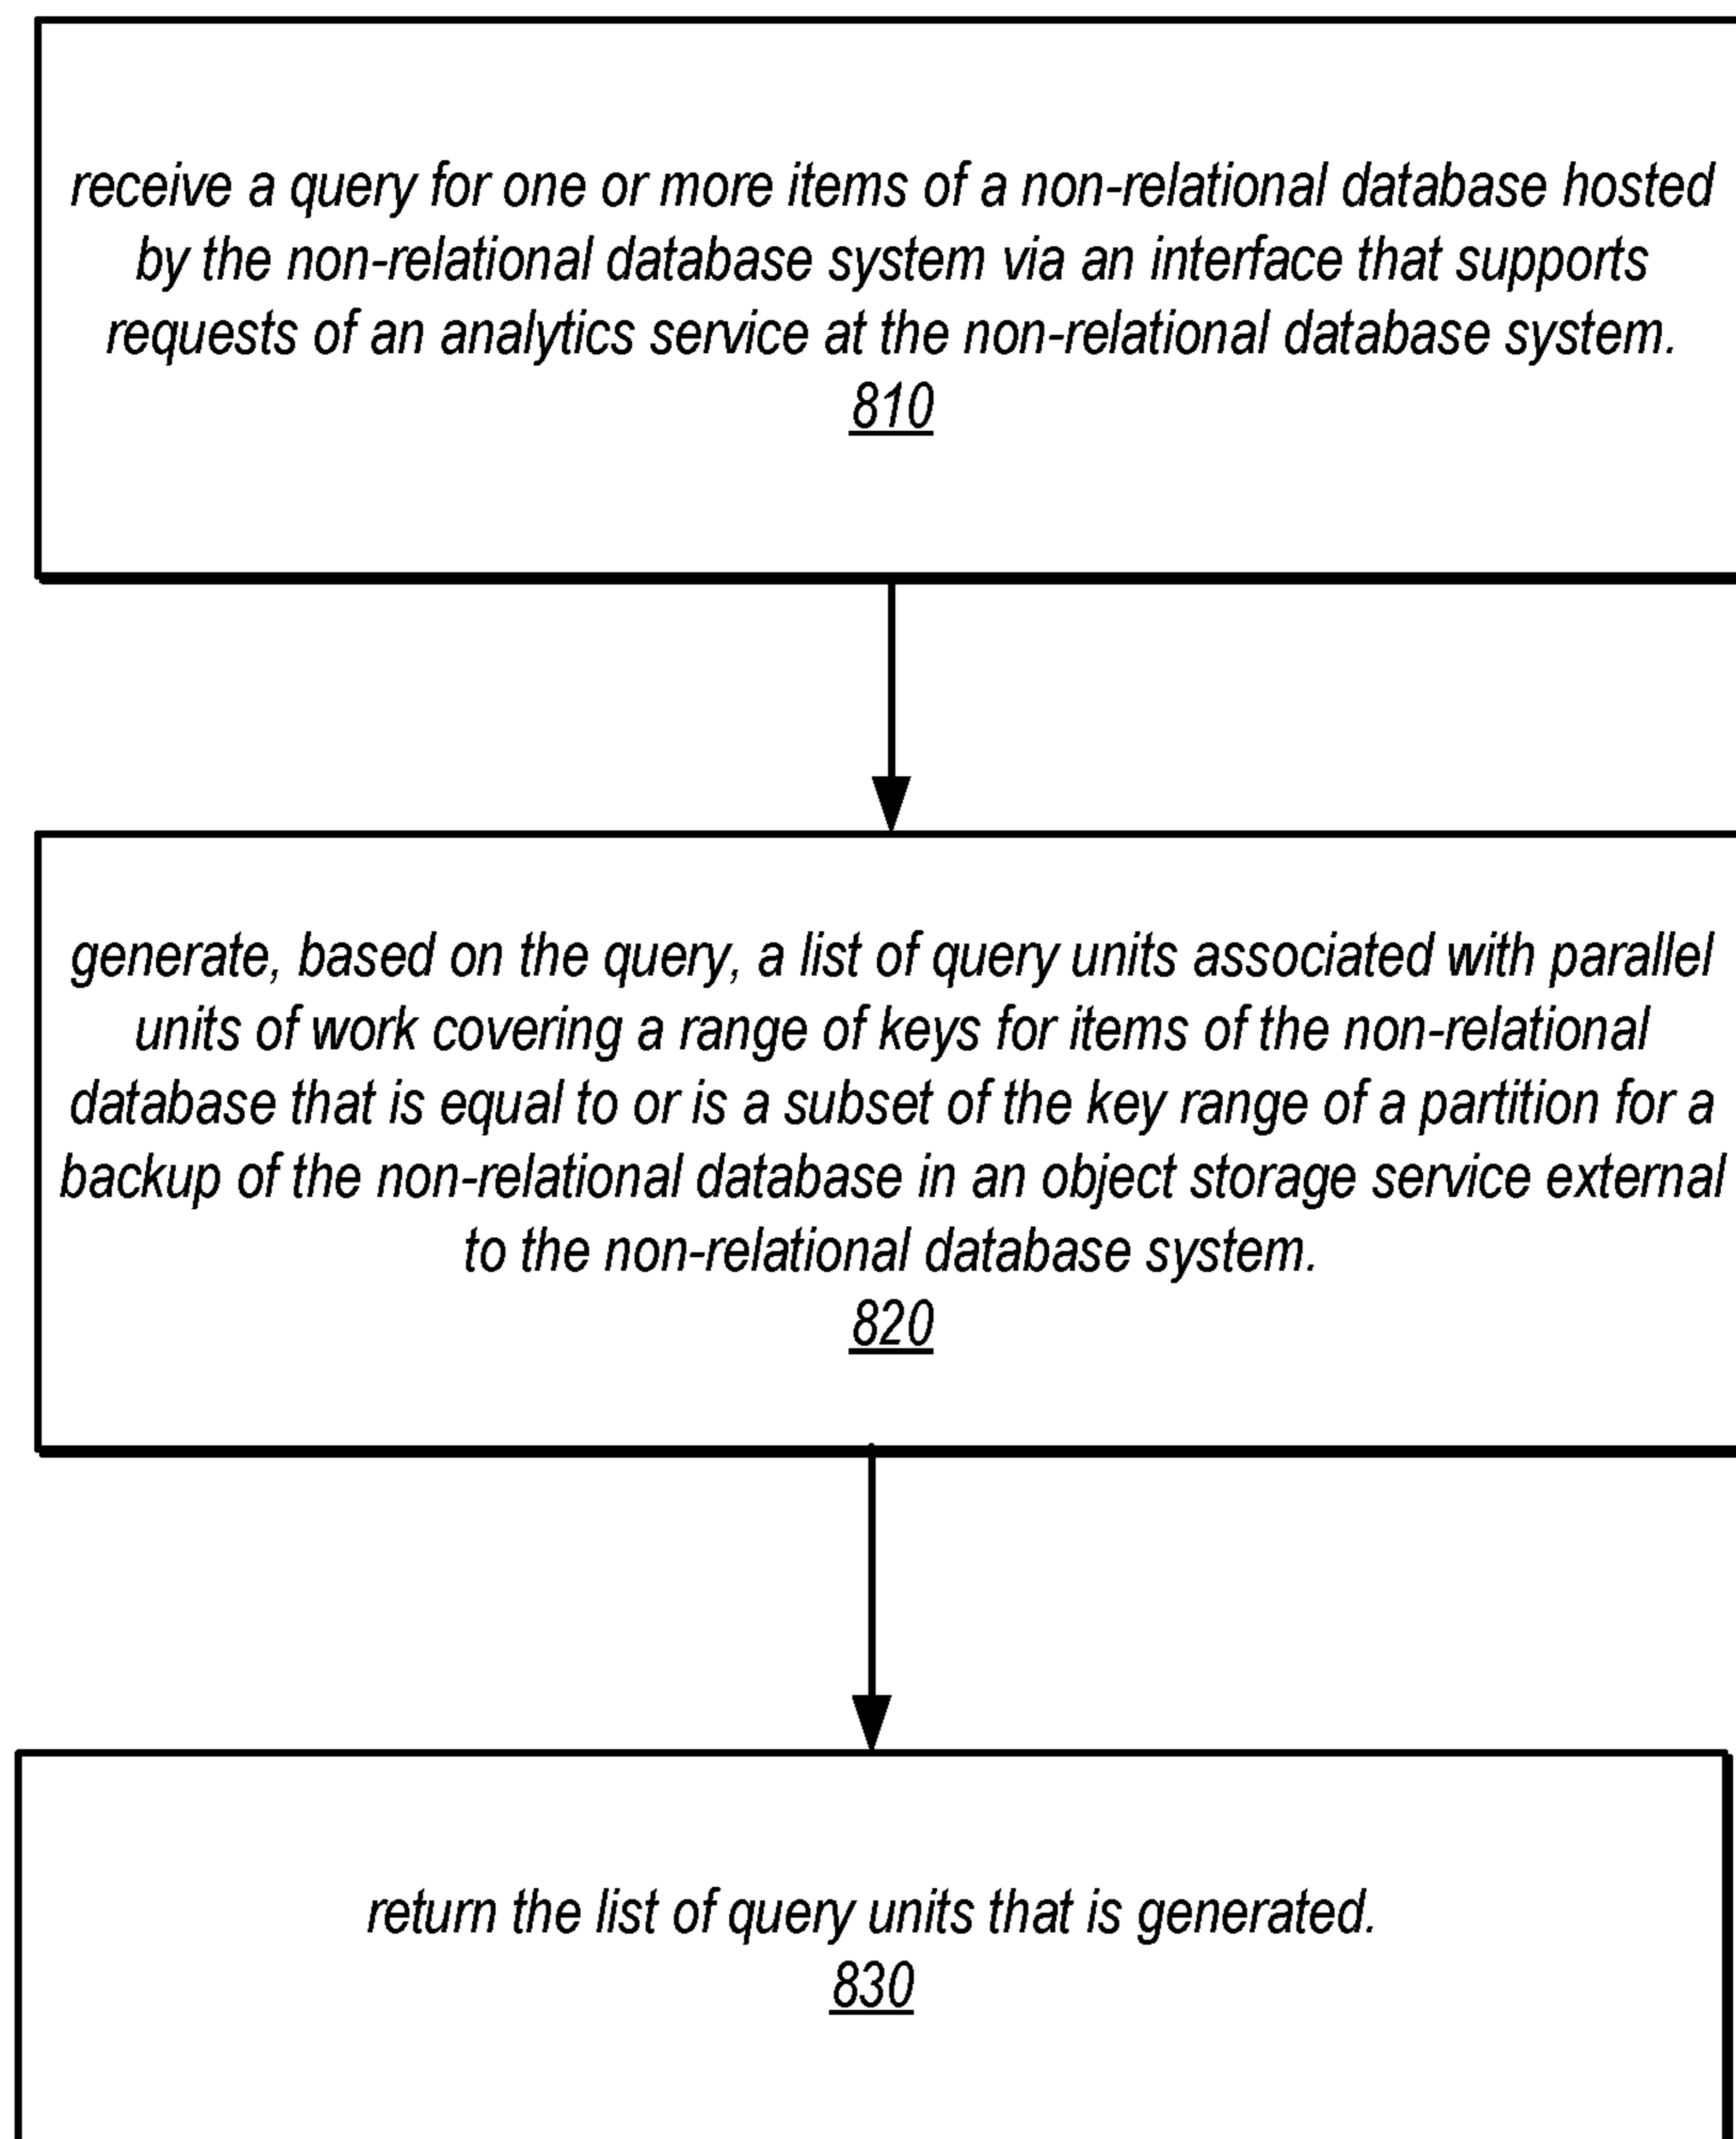 receive a query for one or more items of a non-relational database hosted
by the non-relational database system via an interface that supports
requests of an analytics service at the non-relational database system.
810
generate, based on the query, a list of query units associated with parallel
units of work covering a range of keys for items of the non-relational
database that is equal to or is a subset of the key range of a partition for a
backup of the non-relational database in an object storage service external
to the non-relational database system.
820
return the list of query units that is generated.
830